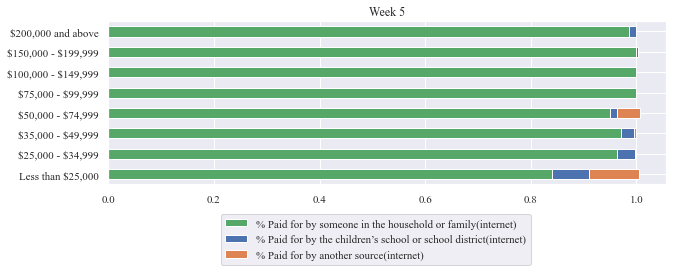 Week 5
$200,000 and above
$150,000 - $199,999
$100,000 - $149,999
$75,000 - $99,999
$50,000 - $74,999
$35,000 - $49,999
$25,000 - $34,999
Less than $25,000
0.0 0.2 0.4 0.6 0.8 1.0
% Paid for by someone in the household or family(internet)
% Paid for by the children’s school or school district(internet)
% Paid for by another source(internet)